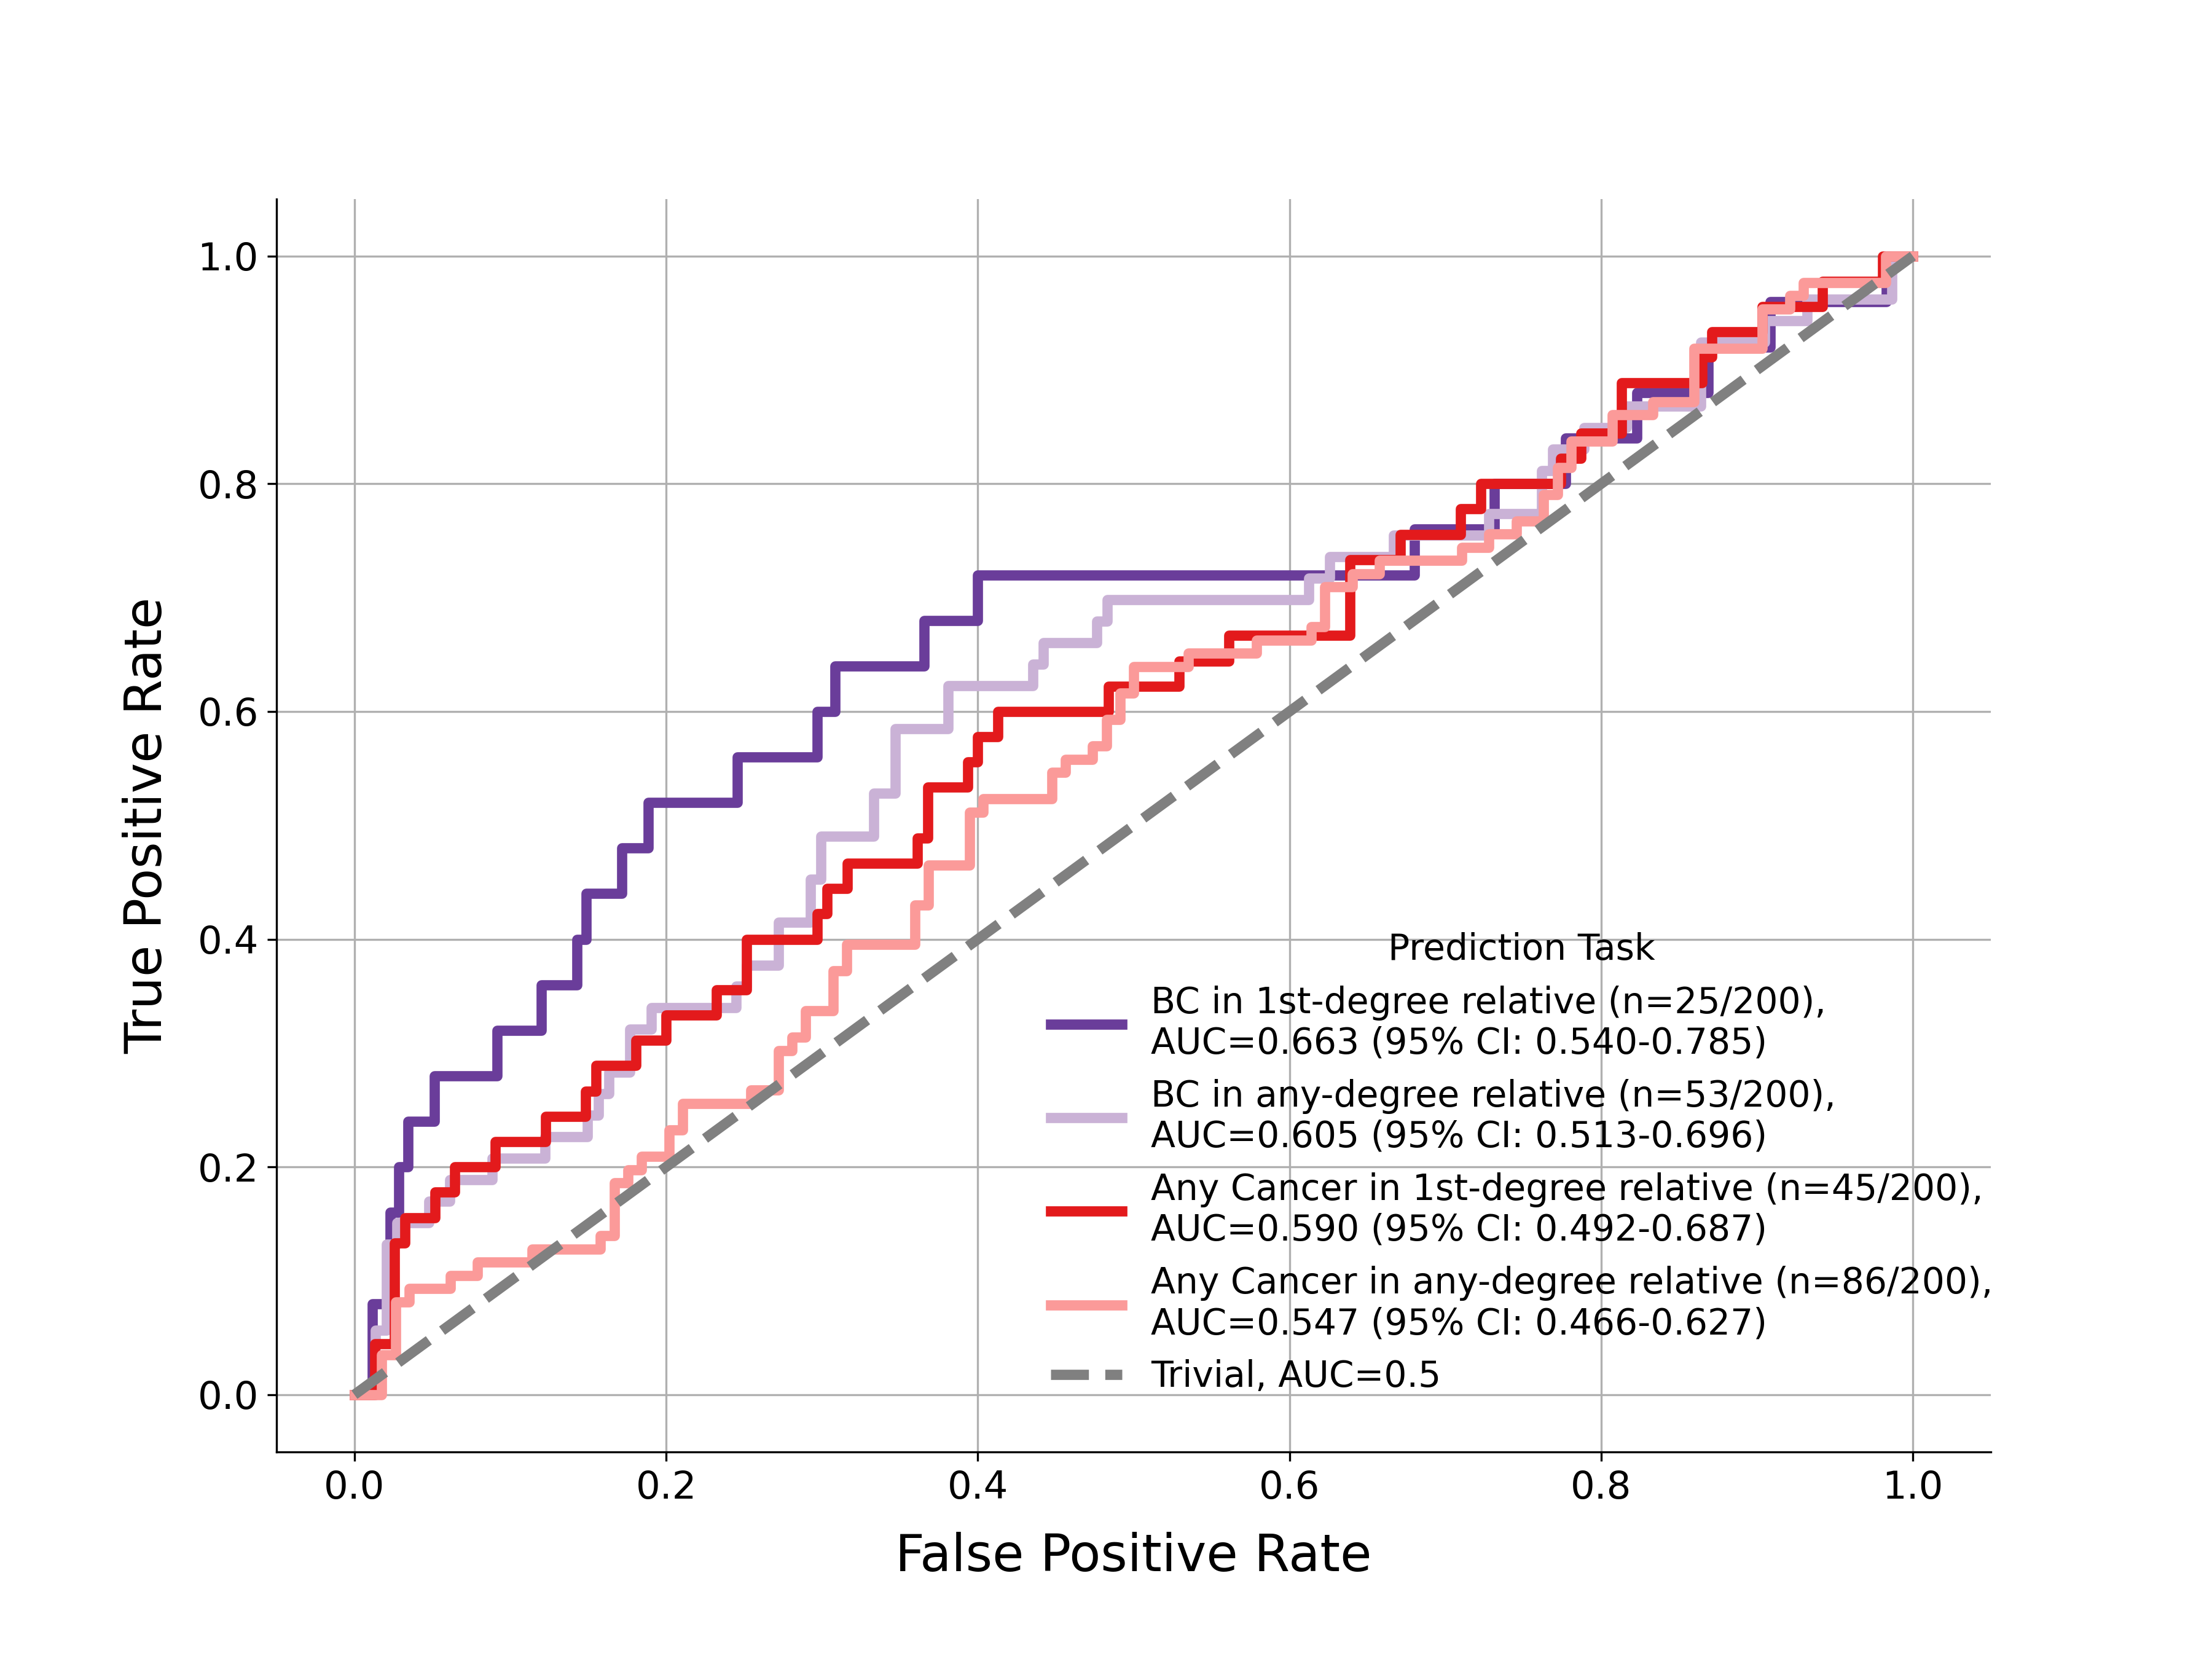 1.0
0.8
0.6
0.4
0.2
0.0
True Positive Rate
0.0 0.2 0.4 0.6 0.8 1.0
False Positive Rate
Prediction Task
BC in 1st-degree relative (n=25/200),
AUC=0.663 (95% CI: 0.540-0.785)
BC in any-degree relative (n=53/200),
AUC=0.605 (95% CI: 0.513-0.696)
Any Cancer in 1st-degree relative (n=45/200),
AUC=0.590 (95% CI: 0.492-0.687)
Any Cancer in any-degree relative (n=86/200),
AUC=0.547 (95% CI: 0.466-0.627)
Trivial, AUC=0.5